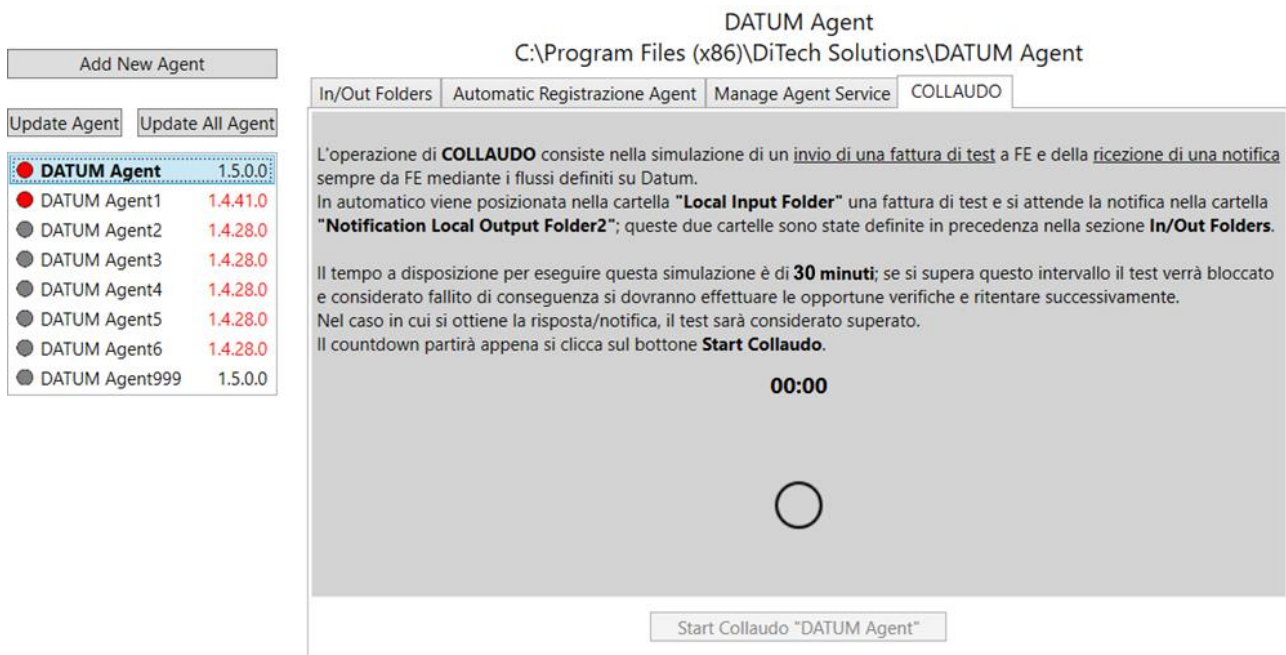 DATUM Agent
C:\Program Files (x86)\DiTech Solutions\DATUM Agent
Add New Agent
Update Agent
Update All Agent
DATUM Agent 1.5.0.0
DATUM Agent1 1.4.41.0
DATUM Agent2 1.4.28.0
DATUM Agent3 1.4.28.0
DATUM Agent4 1.4.28.0
DATUM Agent5 1.4.28.0
DATUM Agent6 1.4.28.0
DATUM Agent999 1.5.0.0
In/Out Folders
Automatic Registrazione Agent
Manage Agent Service
COLLAUDO
L'operazione di COLLAUDO consiste nella simulazione di un invio di una fattura di test a FE e della ricezione di una notifica
sempre da FE mediante i flussi definiti su Datum.
In automatico viene posizionata nella cartella "Local Input Folder" una fattura di test e si attende la notifica nella cartella
"Notification Local Output Folder2"; queste due cartelle sono state definite in precedenza nella sezione In/Out Folders.
Il tempo a disposizione per eseguire questa simulazione è di 30 minuti; se si supera questo intervallo il test verrà bloccato
e considerato fallito di conseguenza si dovranno effettuare le opportune verifiche e ritentare successivamente.
Nel caso in cui si ottiene la risposta/notifica, il test sarà considerato superato.
Il countdown partirà appena si clicca sul bottone Start Collaudo.
00:00
Start Collaudo "DATUM Agent"